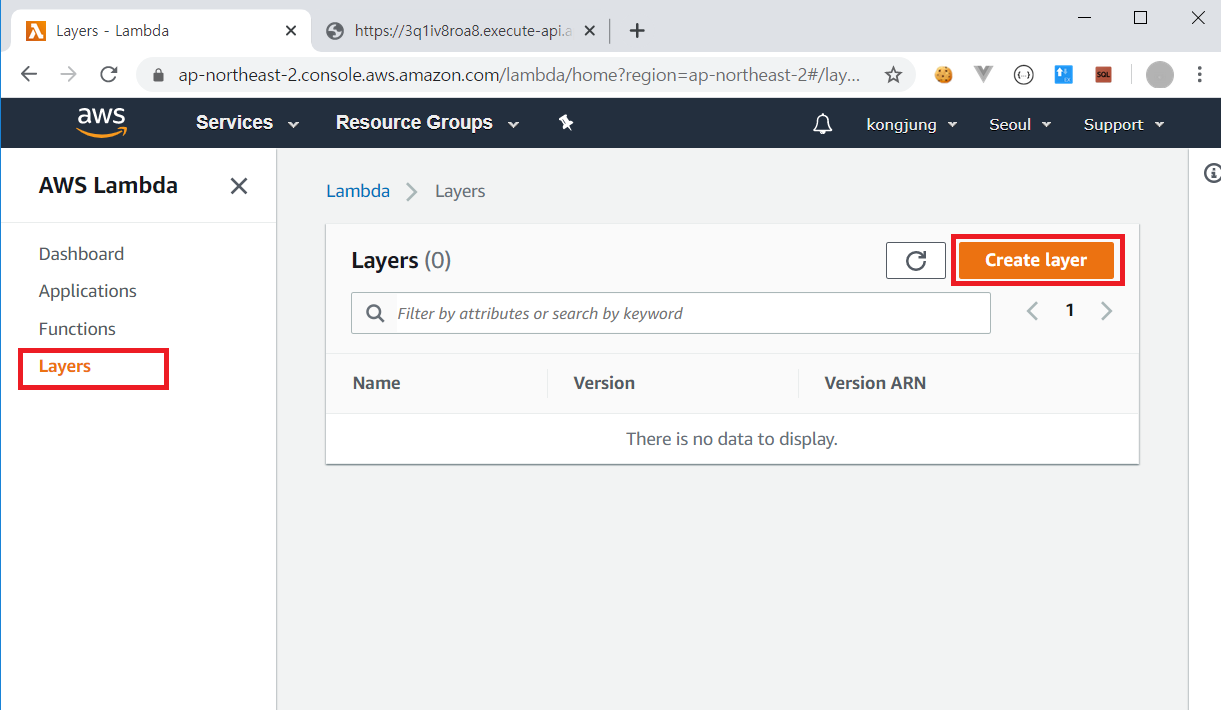 Layers - Lambda
https://3q1iv8roa8.execute-api.a
ap-northeast-2.console.aws.amazon.com/lambda/home?region=ap-northeast-2#/lay...
SQL
aws Services Resource Groups kongjung Seoul Support
AWS Lambda
Dashboard
Applications
Functions
Layers
Lambda > Layers
Layers (0)
Create layer
Filter by attributes or search by keyword
1
Name Version Version ARN
There is no data to display.